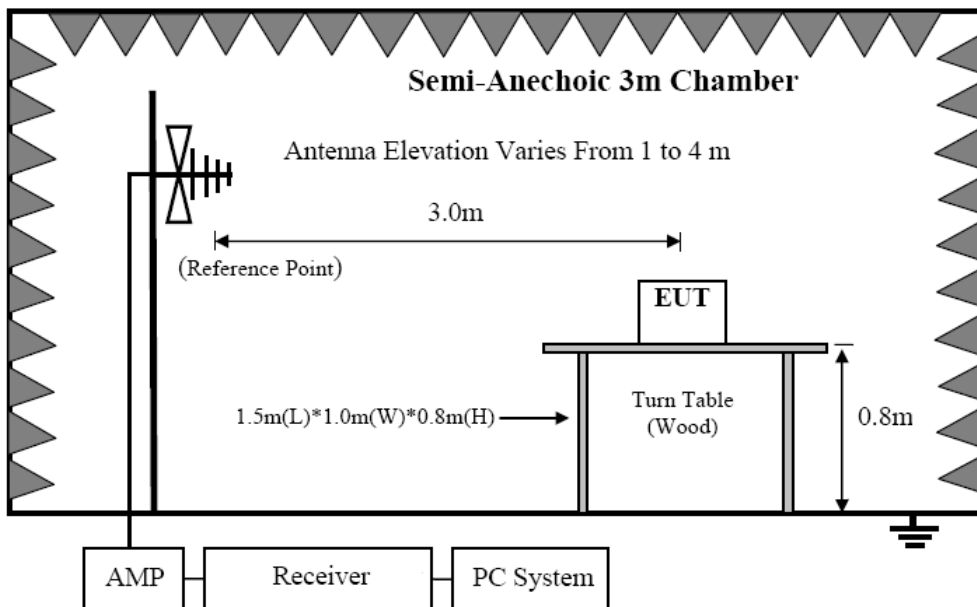 Semi-Anechoic 3m Chamber
Antenna Elevation Varies From 1 to 4 m
3.0m
(Reference Point)
EUT
1.5m(L)*1.0m(W)*0.8m(H)
Turn Table
(Wood)
0.8m
AMP
Receiver
PC System